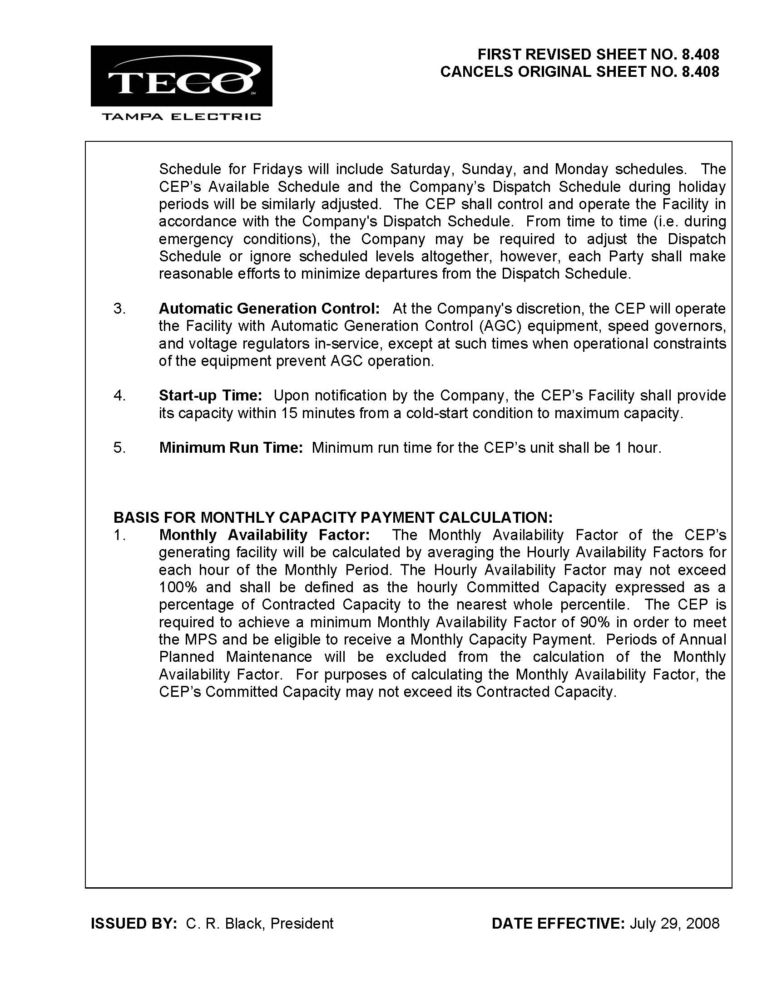 FIRST REVISED SHEET NO. 8.408
CANCELS ORIGINAL SHEET NO. 8.408
TECO
SM
TAMPA ELECTRIC
Schedule for Fridays will include Saturday, Sunday, and Monday schedules. The
CEP’s Available Schedule and the Company’s Dispatch Schedule during holiday
periods will be similarly adjusted. The CEP shall control and operate the Facility in
accordance with the Company's Dispatch Schedule. From time to time (i.e. during
emergency conditions), the Company may be required to adjust the Dispatch
Schedule or ignore scheduled levels altogether, however, each Party shall make
reasonable efforts to minimize departures from the Dispatch Schedule.
3. Automatic Generation Control: At the Company's discretion, the CEP will operate
the Facility with Automatic Generation Control (AGC) equipment, speed governors,
and voltage regulators in-service, except at such times when operational constraints
of the equipment prevent AGC operation.
4. Start-up Time: Upon notification by the Company, the CEP’s Facility shall provide
its capacity within 15 minutes from a cold-start condition to maximum capacity.
5. Minimum Run Time: Minimum run time for the CEP’s unit shall be 1 hour.
BASIS FOR MONTHLY CAPACITY PAYMENT CALCULATION:
1. Monthly Availability Factor: The Monthly Availability Factor of the CEP’s
generating facility will be calculated by averaging the Hourly Availability Factors for
each hour of the Monthly Period. The Hourly Availability Factor may not exceed
100% and shall be defined as the hourly Committed Capacity expressed as a
percentage of Contracted Capacity to the nearest whole percentile. The CEP is
required to achieve a minimum Monthly Availability Factor of 90% in order to meet
the MPS and be eligible to receive a Monthly Capacity Payment. Periods of Annual
Planned Maintenance will be excluded from the calculation of the Monthly
Availability Factor. For purposes of calculating the Monthly Availability Factor, the
CEP’s Committed Capacity may not exceed its Contracted Capacity.
ISSUED BY: C. R. Black, President
DATE EFFECTIVE: July 29, 2008